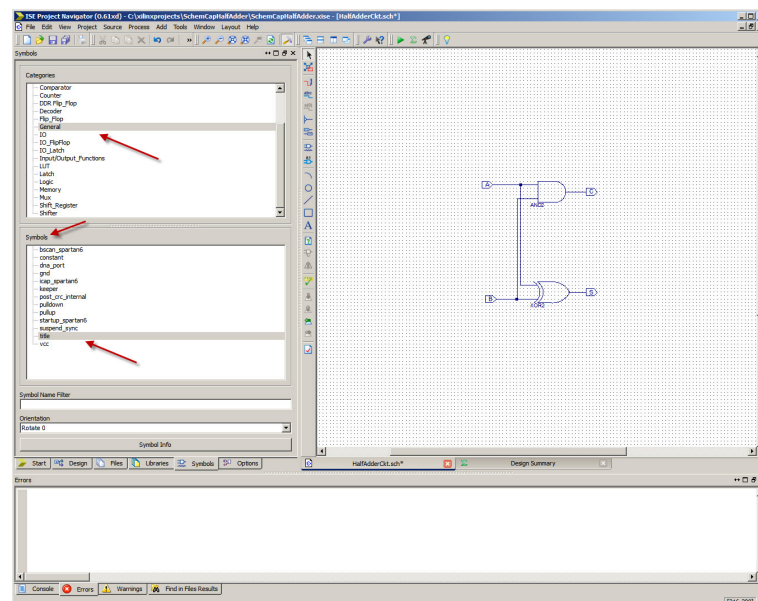 ISE Project Navigator (0.61xd) - C:\xilinxprojects\SchemCapHalfAdder\SchemCapHalfAdder.xise - [HalfAdderCkt.sch*]
File Edit View Project Source Process Add Tools Window Layout Help
Symbols
Categories
Comparator
Counter
DDR Flip_Flop
Decoder
Flip_Flop
General
IO
IO_FlipFlop
IO_Latch
Input/Output_Functions
LUT
Latch
Logic
Memory
Mux
Shift_Register
Shifter
Symbols
bscan_spartan6
constant
dna_port
gnd
icap_spartan6
keeper
post_crc_internal
pulldown
pullup
startup_spartan6
suspend_sync
title
vcc
Symbol Name Filter
Orientation
Rotate 0
Symbol Info
Start Design Files Libraries Symbols Options
A
C
AND2
B
S
XOR2
HalfAdderCkt.sch* Design Summary
Errors
Console Errors Warnings Find in Files Results